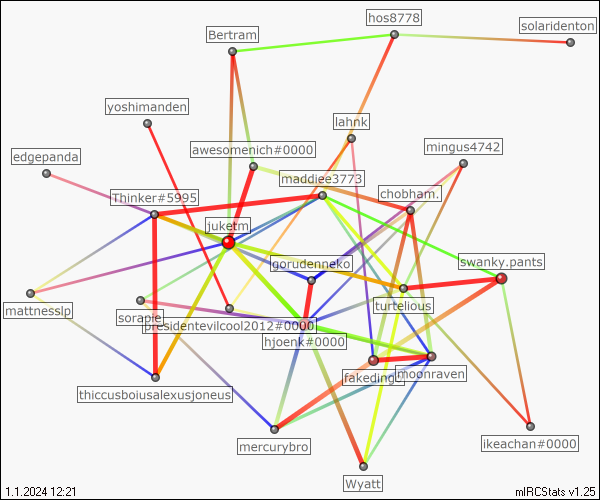 hos8778
solaridenton
Bertram
yoshimanden
lahnk
mingus4742
awesomenich#0000
edgepanda
maddiee3773
Thinker#5995
chobham.
juketm
gorudenneko
swanky.pants
mattnesslp
sorapie
turtelious
presidentevilcool2012#0000
hjoenk#0000
fakeding
moonraven
thiccusboiusalexusjoneus
mercurybro
ikeachan#0000
Wyatt
1.1.2024 12:21
mIRCStats v1.25